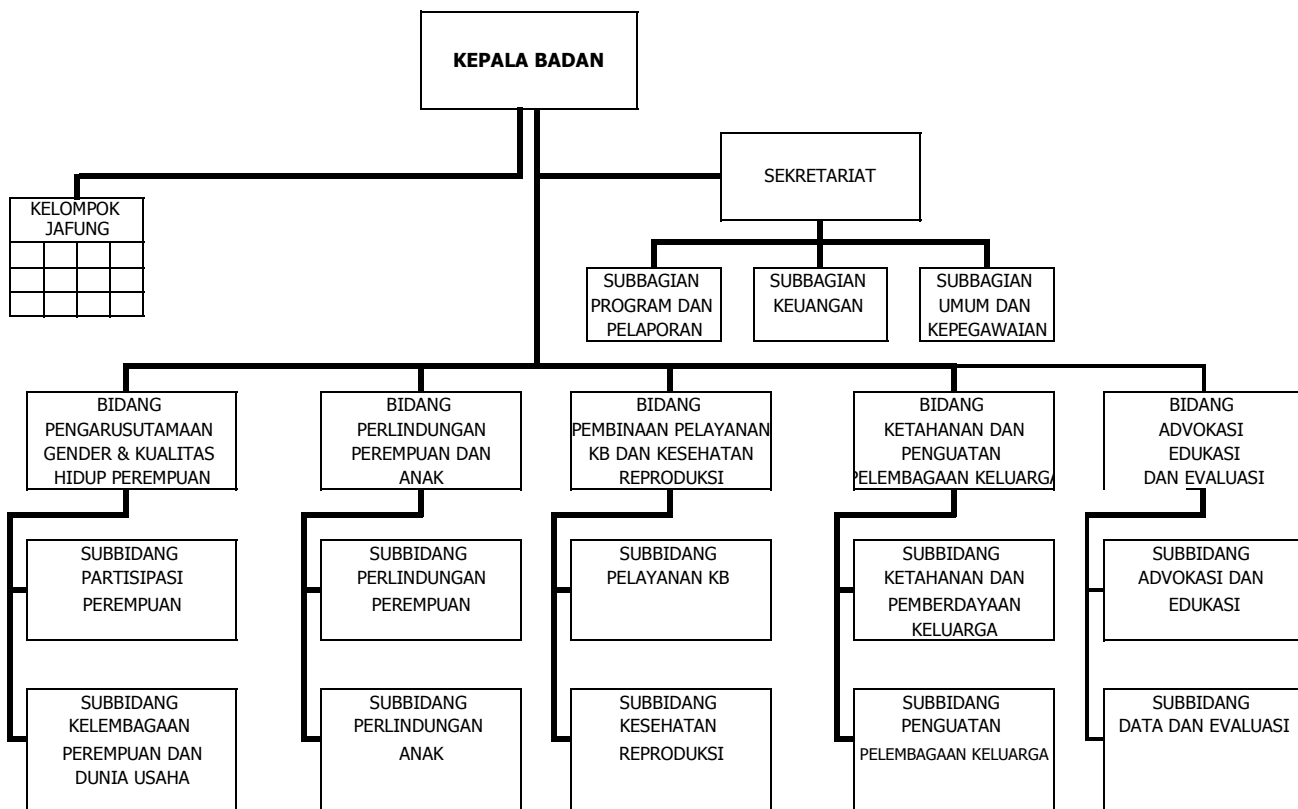 KEPALA BADAN
SEKRETARIAT
KELOMPOK
JAFUNG
SUBBAGIAN
PROGRAM DAN
PELAPORAN
SUBBAGIAN
KEUANGAN
SUBBAGIAN
UMUM DAN
KEPEGAWAIAN
BIDANG
PENGARUSUTAMAAN
GENDER & KUALITAS
HIDUP PEREMPUAN
BIDANG
PERLINDUNGAN
PEREMPUAN DAN
ANAK
BIDANG
PEMBINAAN PELAYANAN
KB DAN KESEHATAN
REPRODUKSI
BIDANG
KETAHANAN DAN
PENGUATAN
PELEMBAGAAN KELUARGA
BIDANG
ADVOKASI
EDUKASI
DAN EVALUASI
SUBBIDANG
PARTISIPASI
PEREMPUAN
SUBBIDANG
PERLINDUNGAN
PEREMPUAN
SUBBIDANG
PELAYANAN KB
SUBBIDANG
KETAHANAN DAN
PEMBERDAYAAN
KELUARGA
SUBBIDANG
ADVOKASI DAN
EDUKASI
SUBBIDANG
KELEMBAGAAN
PEREMPUAN DAN
DUNIA USAHA
SUBBIDANG
PERLINDUNGAN
ANAK
SUBBIDANG
KESEHATAN
REPRODUKSI
SUBBIDANG
PENGUATAN
PELEMBAGAAN KELUARGA
SUBBIDANG
DATA DAN EVALUASI